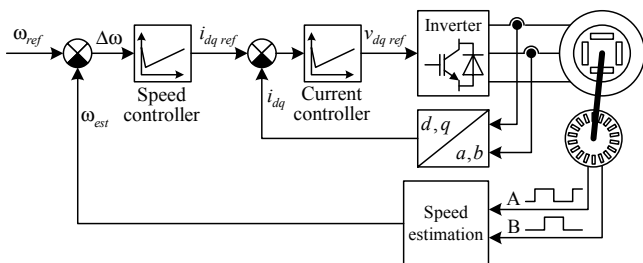 ω_ref
Δω
i_dq ref
v_dq ref
Inverter
Speed
controller
i_dq
Current
controller
ω_est
d, q
a, b
Speed
estimation
A
B